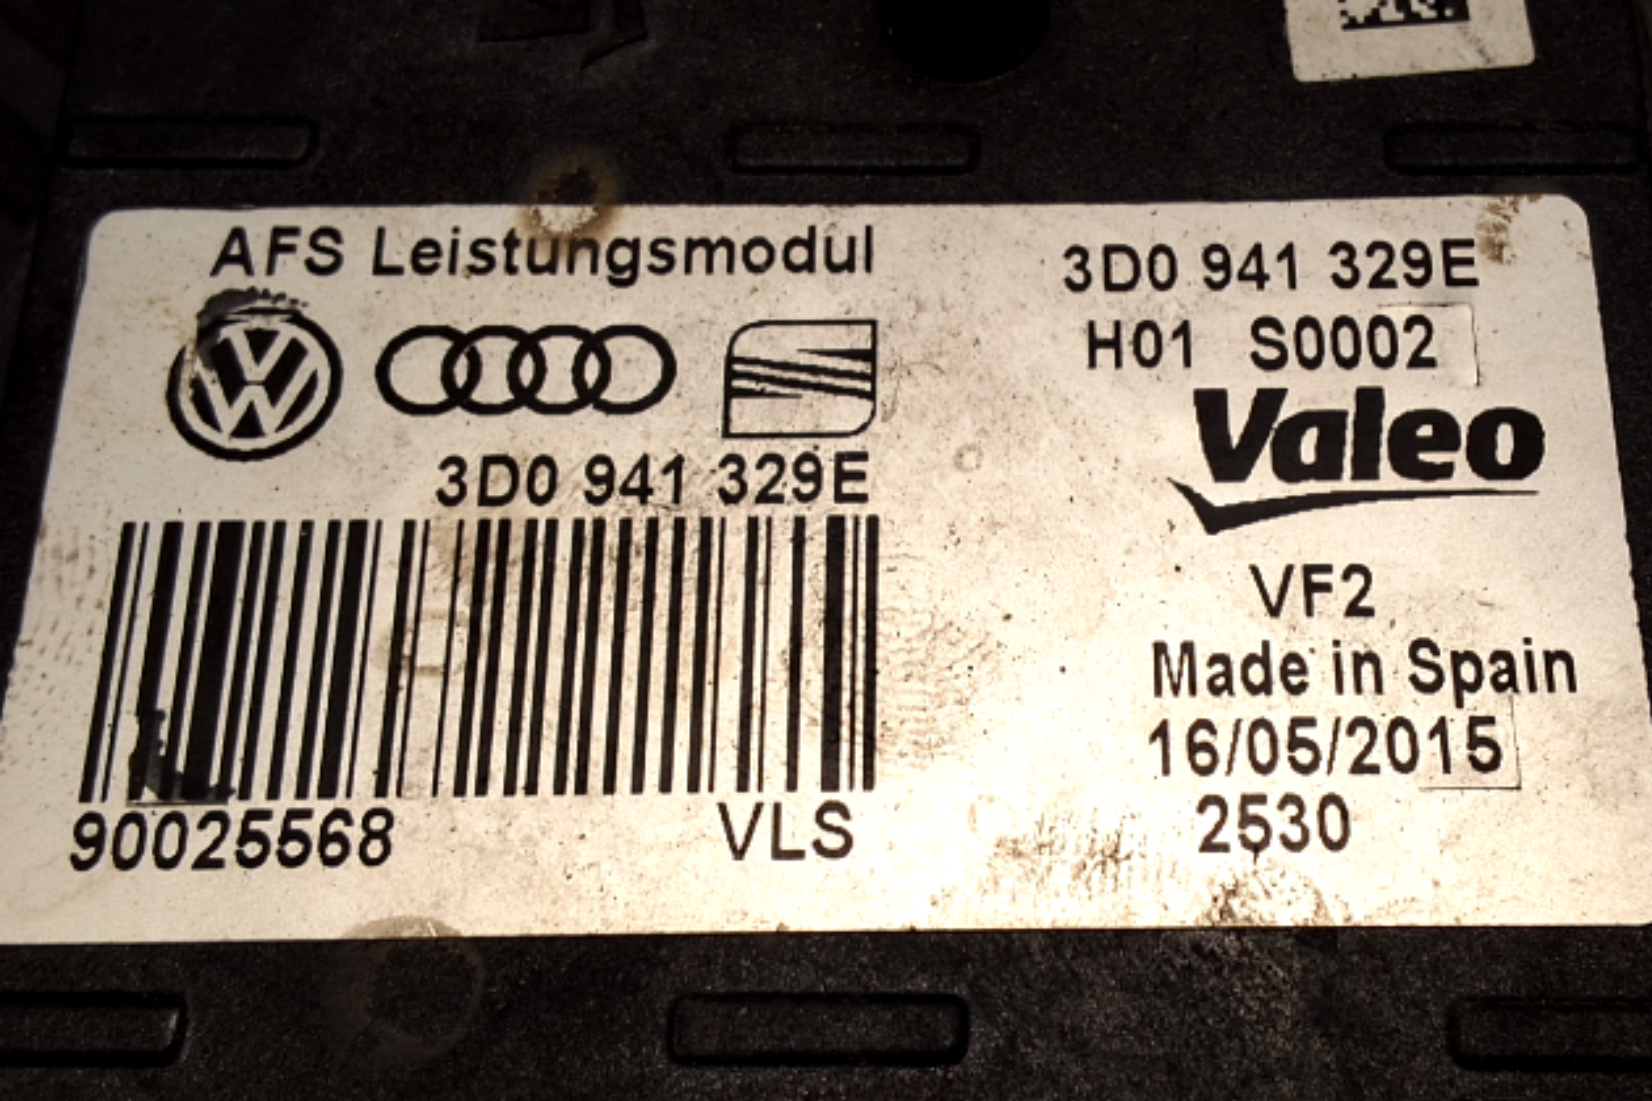 AFS Leistungsmodul
3D0 941 329E
90025568 VLS
3D0 941 329E
H01 S0002
Valeo
VF2
Made in Spain
16/05/2015
2530